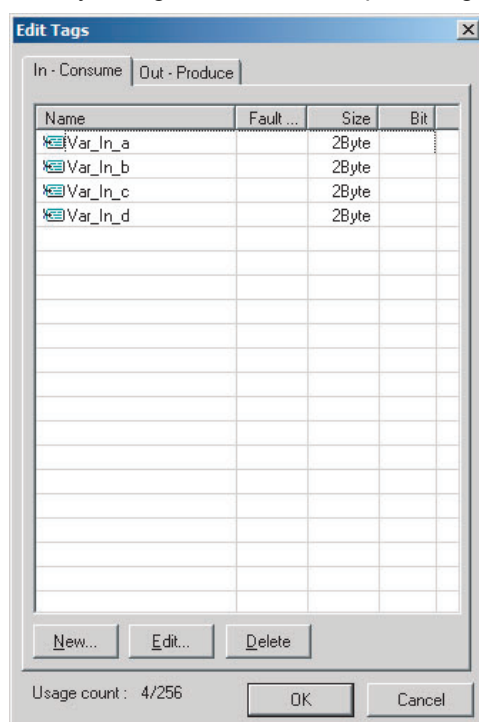 Edit Tags
In - Consume Out - Produce
Name Fault ... Size Bit
Var_In_a 2Byte
Var_In_b 2Byte
Var_In_c 2Byte
Var_In_d 2Byte
New... Edit... Delete
Usage count : 4/256 OK Cancel